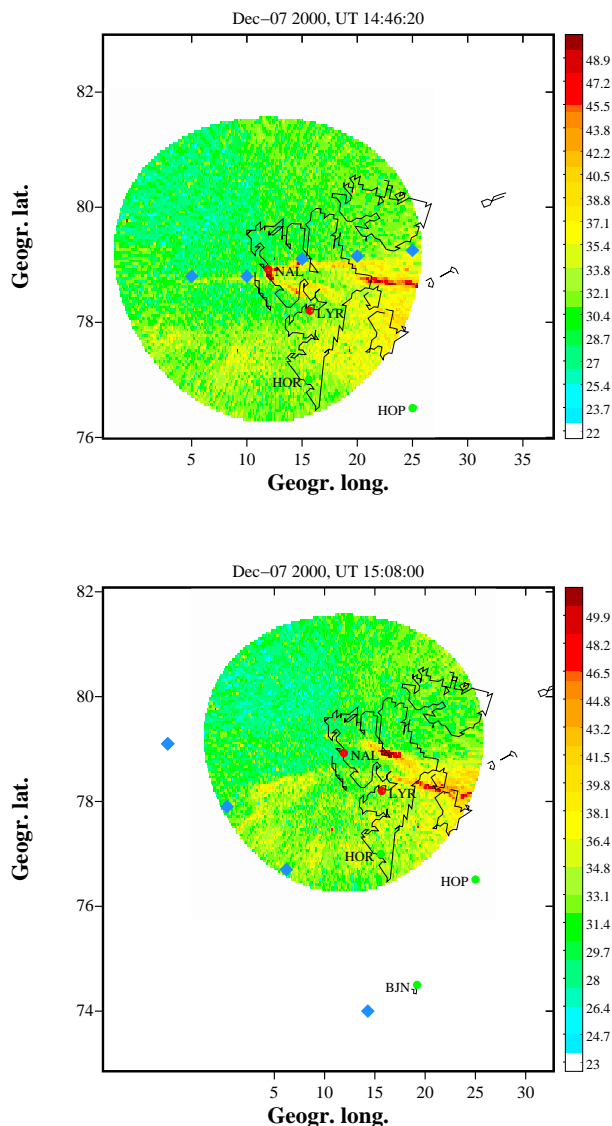 Dec−07 2000, UT 14:46:20
82
80
78
76
Geogr. lat.
NAL
LYR
HOR
HOP
5 10 15 20 25 30 35
Geogr. long.
48.9
47.2
45.5
43.9
42.2
40.5
38.8
37.1
35.4
33.8
32.1
30.4
28.7
27
25.4
23.7
22
Dec−07 2000, UT 15:08:00
82
80
78
76
74
Geogr. lat.
NAL
LYR
HOR
HOP
BJN
5 10 15 20 25 30
Geogr. long.
49.9
48.2
46.5
44.8
43.2
41.5
39.8
38.1
36.4
34.8
33.1
31.4
29.7
28
26.4
24.7
23